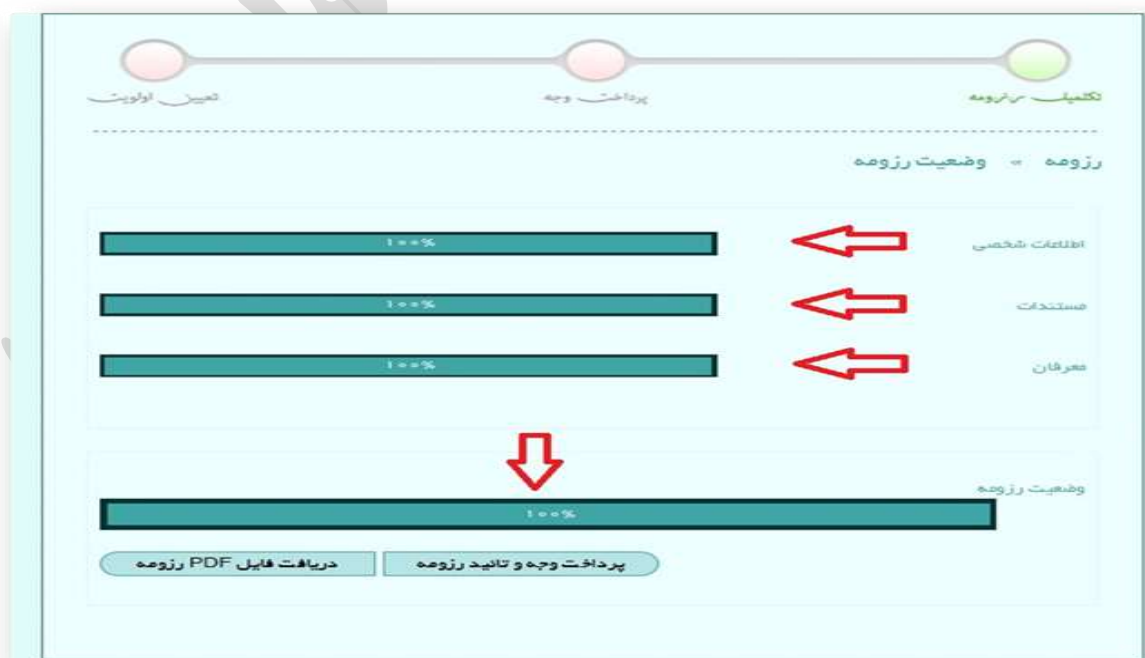 تکمیل رزومه
پرداخت وجه
تعیین اولویت
رزومه » وضعیت رزومه
اطلاعات شخصی
۱۰۰%
مستندات
۱۰۰%
معرفان
۱۰۰%
وضعیت رزومه
۱۰۰%
پرداخت وجه و تائید رزومه
دریافت فایل PDF رزومه